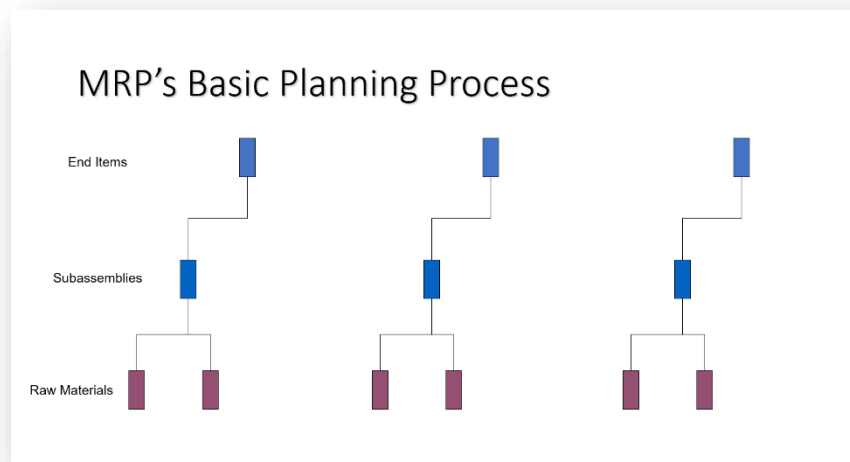 MRP’s Basic Planning Process
End Items
Subassemblies
Raw Materials